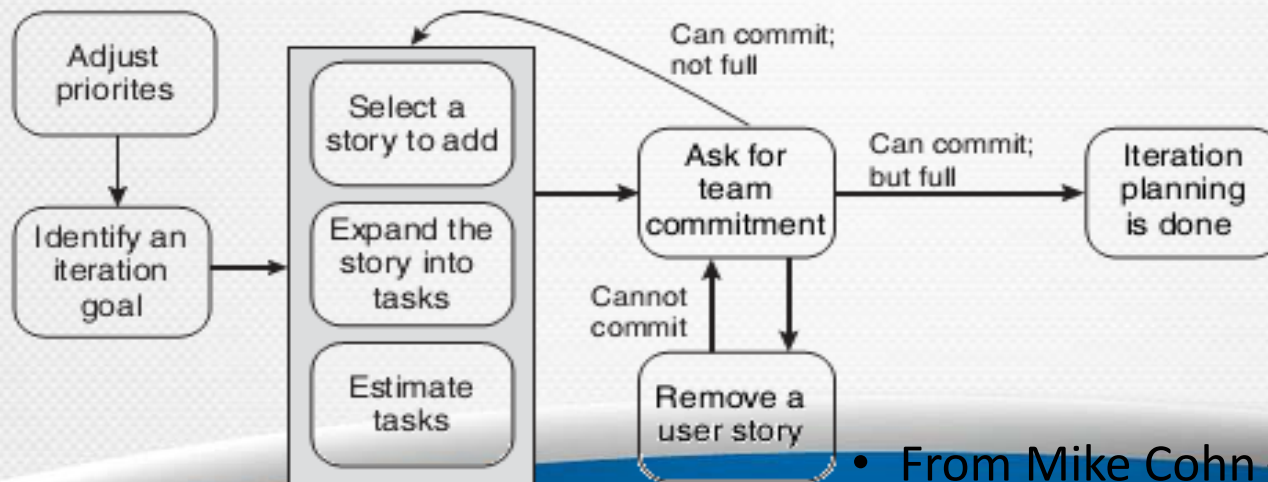 Adjust
priorites
Identify an
iteration
goal
Select a
story to add
Expand the
story into
tasks
Estimate
tasks
Can commit;
not full
Ask for
team
commitment
Can commit;
but full
Iteration
planning
is done
Cannot
commit
Remove a
user story
• From Mike Cohn